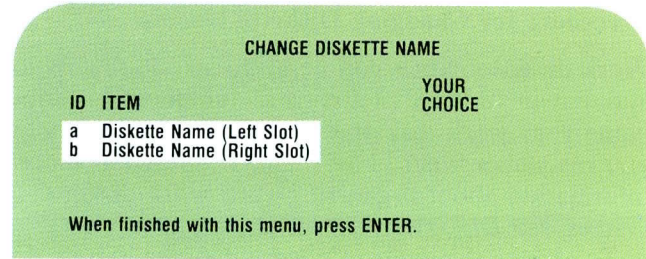 CHANGE DISKETTE NAME
YOUR
ID ITEM CHOICE
a Diskette Name (Left Slot)
b Diskette Name (Right Slot)
When finished with this menu, press ENTER.